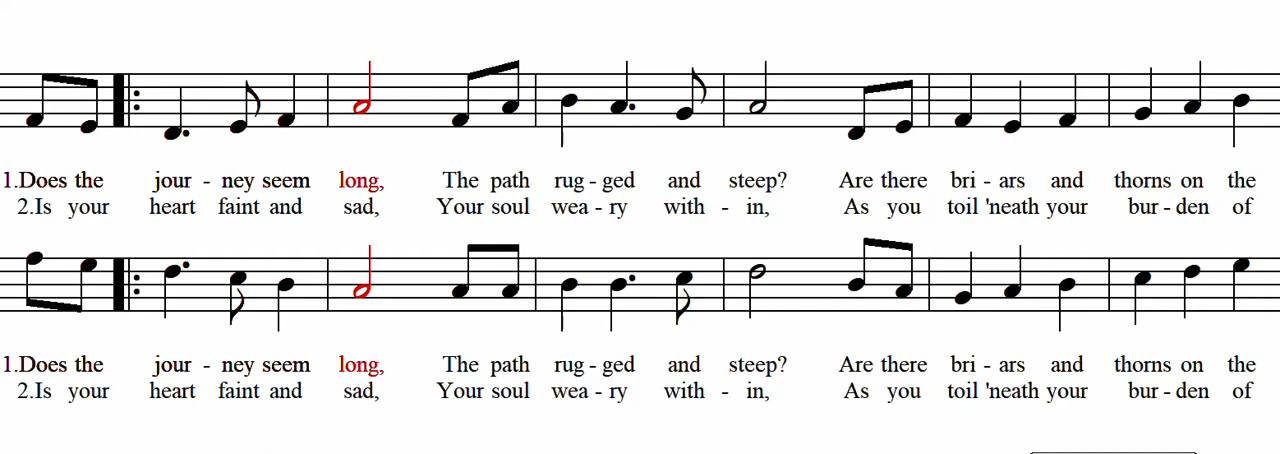 1.Does the jour - ney seem long, The path rug - ged and steep? Are there bri - ars and thorns on the
2.Is your heart faint and sad, Your soul wea - ry with - in, As you toil 'neath your bur - den of
1.Does the jour - ney seem long, The path rug - ged and steep? Are there bri - ars and thorns on the
2.Is your heart faint and sad, Your soul wea - ry with - in, As you toil 'neath your bur - den of